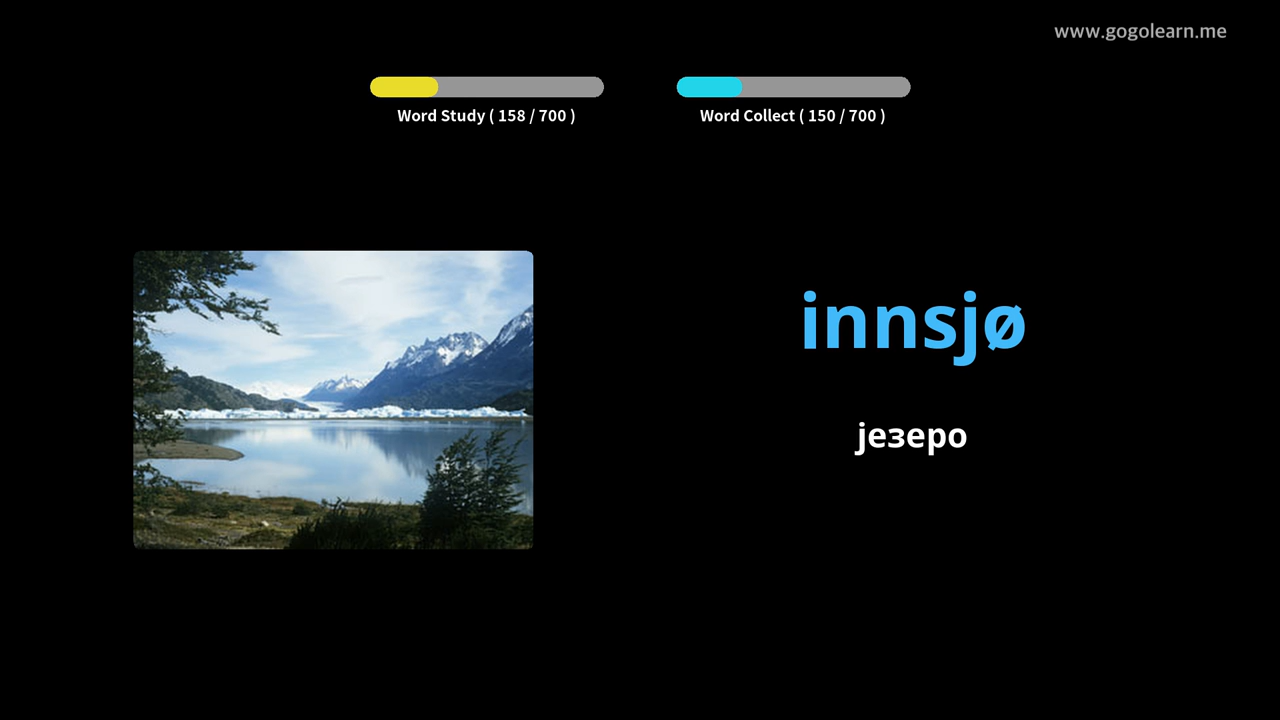 www.gogolearn.me
Word Study ( 158 / 700 )
Word Collect ( 150 / 700 )
innsjø
језеро